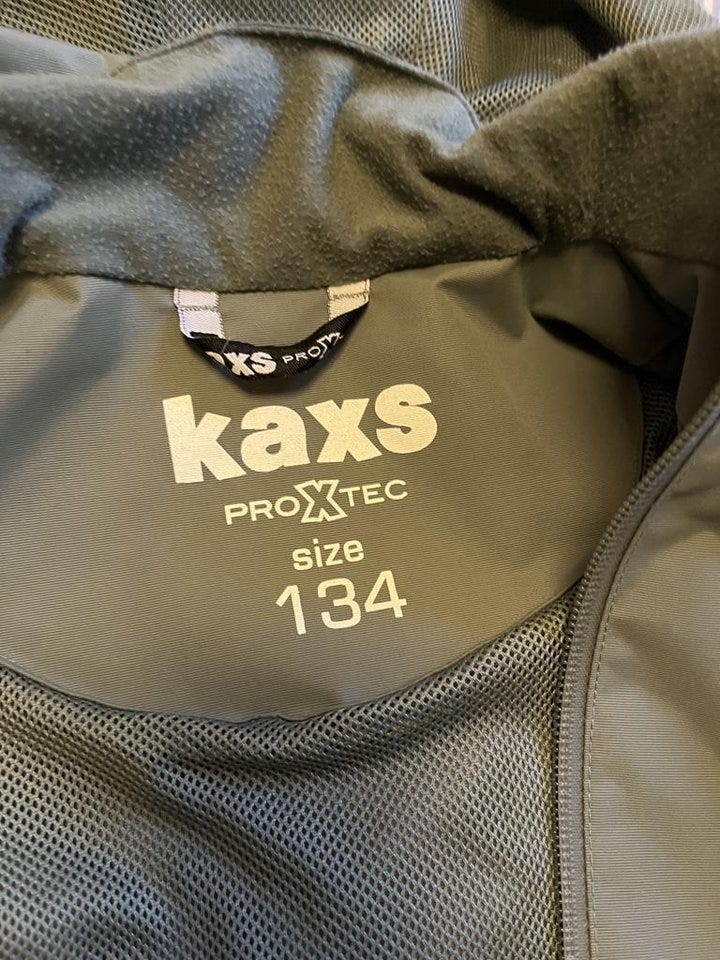 kaxs
PROXTEC
size
134